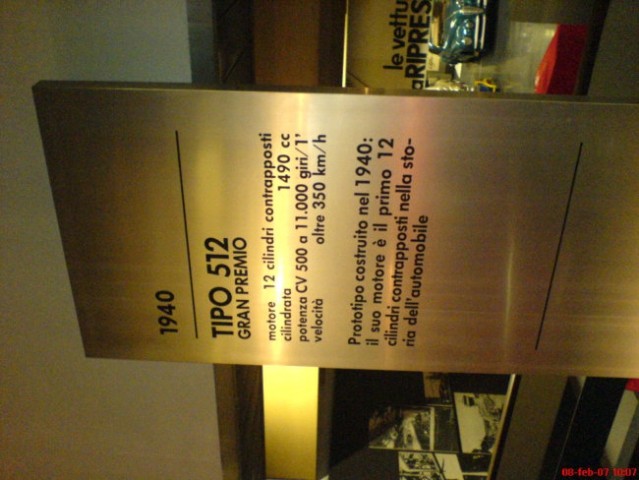 1940
TIPO 512
GRAN PREMIO
motore 12 cilindri contrapposti
cilindrata 1490 cc
potenza CV 500 a 11.000 giri/1'
velocità oltre 350 km/h
Prototipo costruito nel 1940:
il suo motore è il primo 12
cilindri contrapposti nella sto-
ria dell'automobile
le vettu
aRIPRES
08-feb-07 10:07